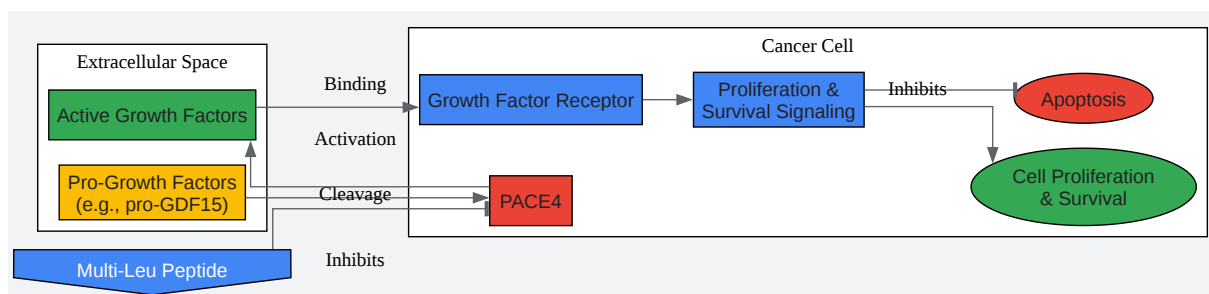 Extracellular Space
Active Growth Factors
Pro-Growth Factors
(e.g., pro-GDF15)
Multi-Leu Peptide
Binding
Activation
Cleavage
Inhibits
Cancer Cell
Growth Factor Receptor
Proliferation &
Survival Signaling
Inhibits
Apoptosis
Cell Proliferation
& Survival
PACE4